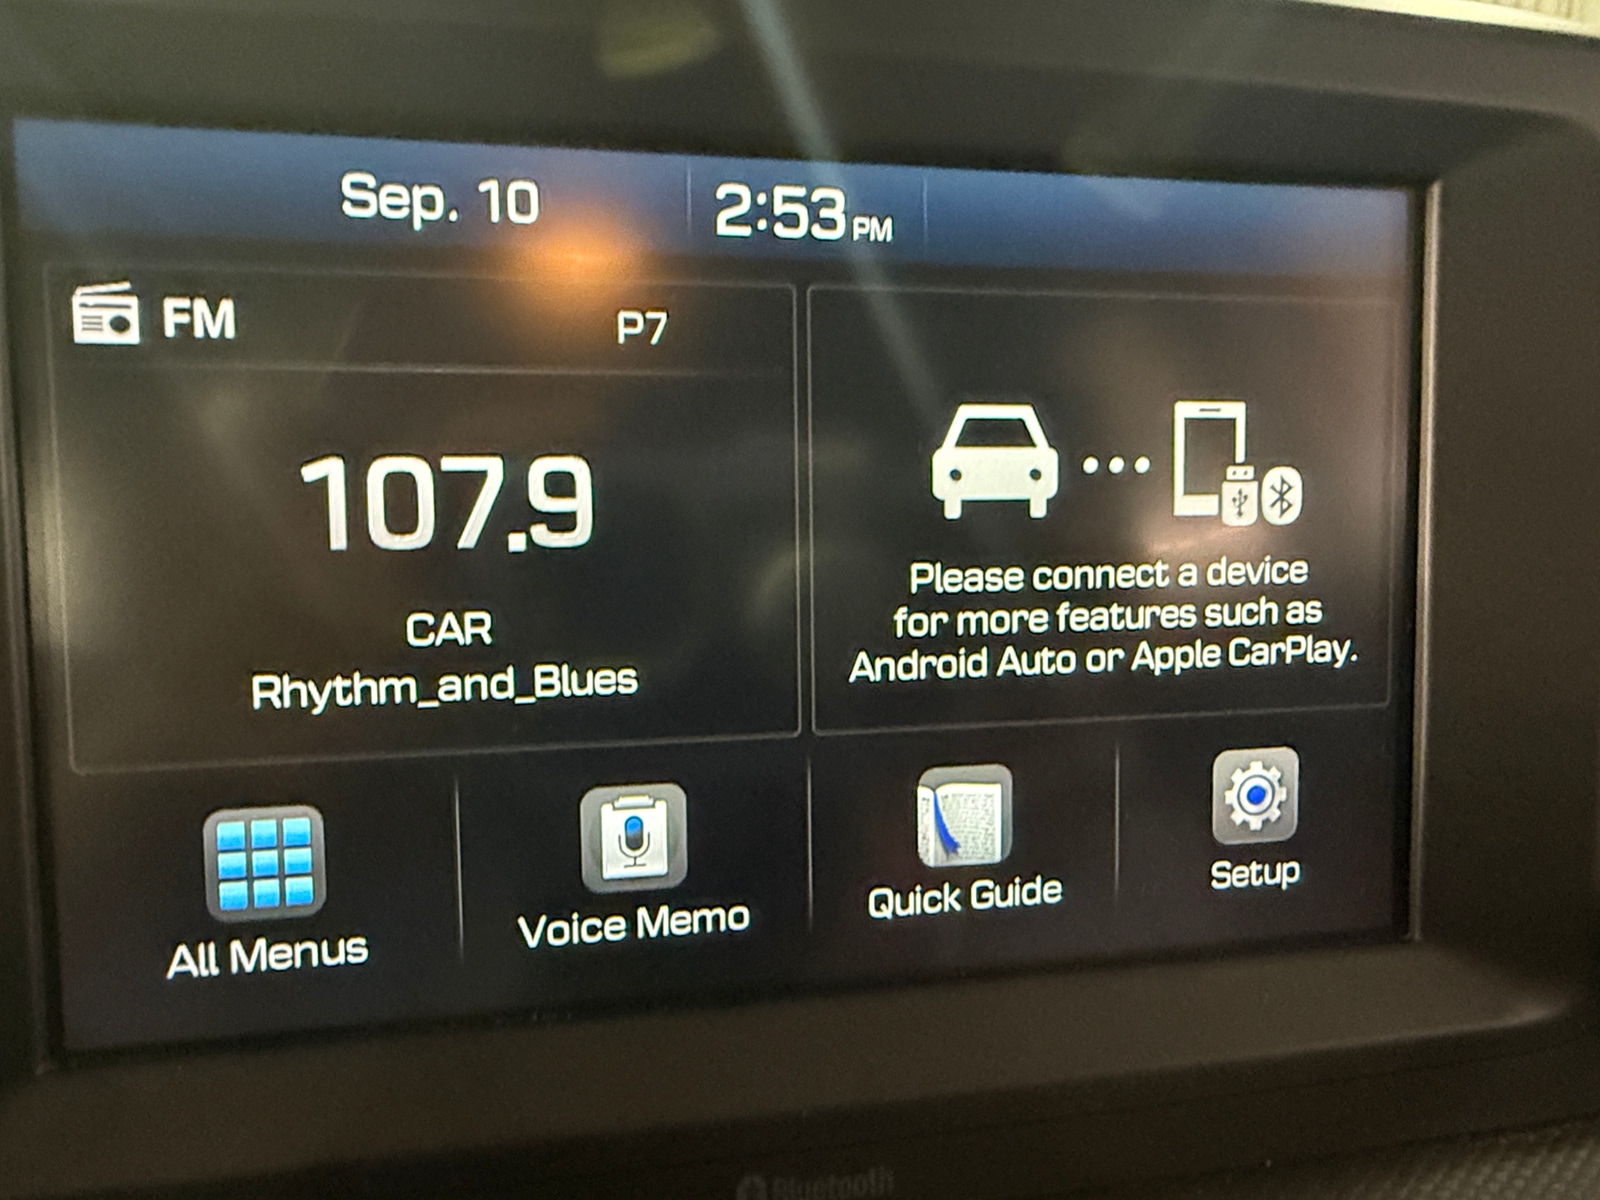 Sep. 10
2:53 PM
FM
P7
107.9
CAR
Rhythm_and_Blues
Please connect a device
for more features such as
Android Auto or Apple CarPlay.
All Menus
Voice Memo
Quick Guide
Setup
Bluetooth